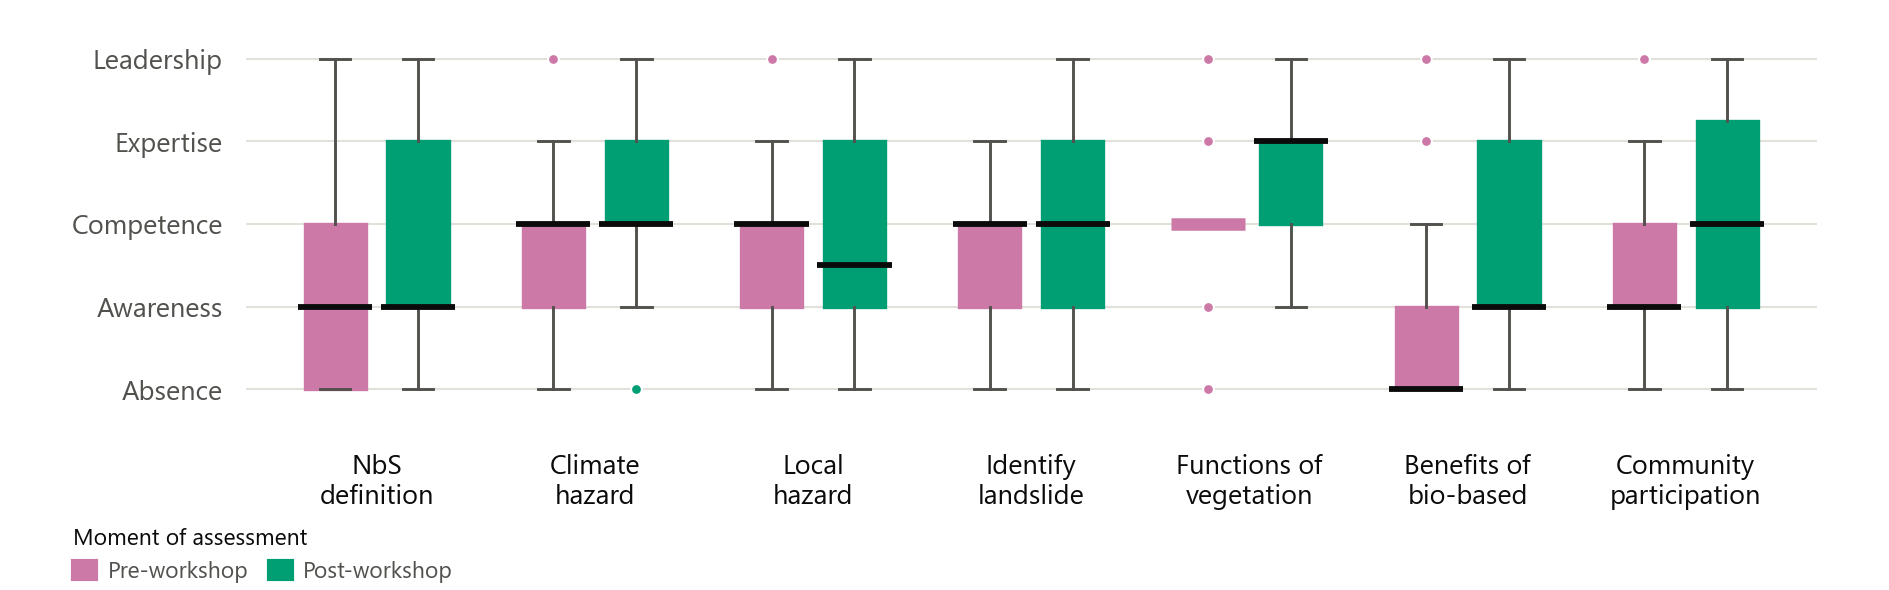 Leadership
Expertise
Competence
Awareness
Absence
NbS
definition
Climate
hazard
Local
hazard
Identify
landslide
Functions of
vegetation
Benefits of
bio-based
Community
participation
Moment of assessment
Pre-workshop
Post-workshop